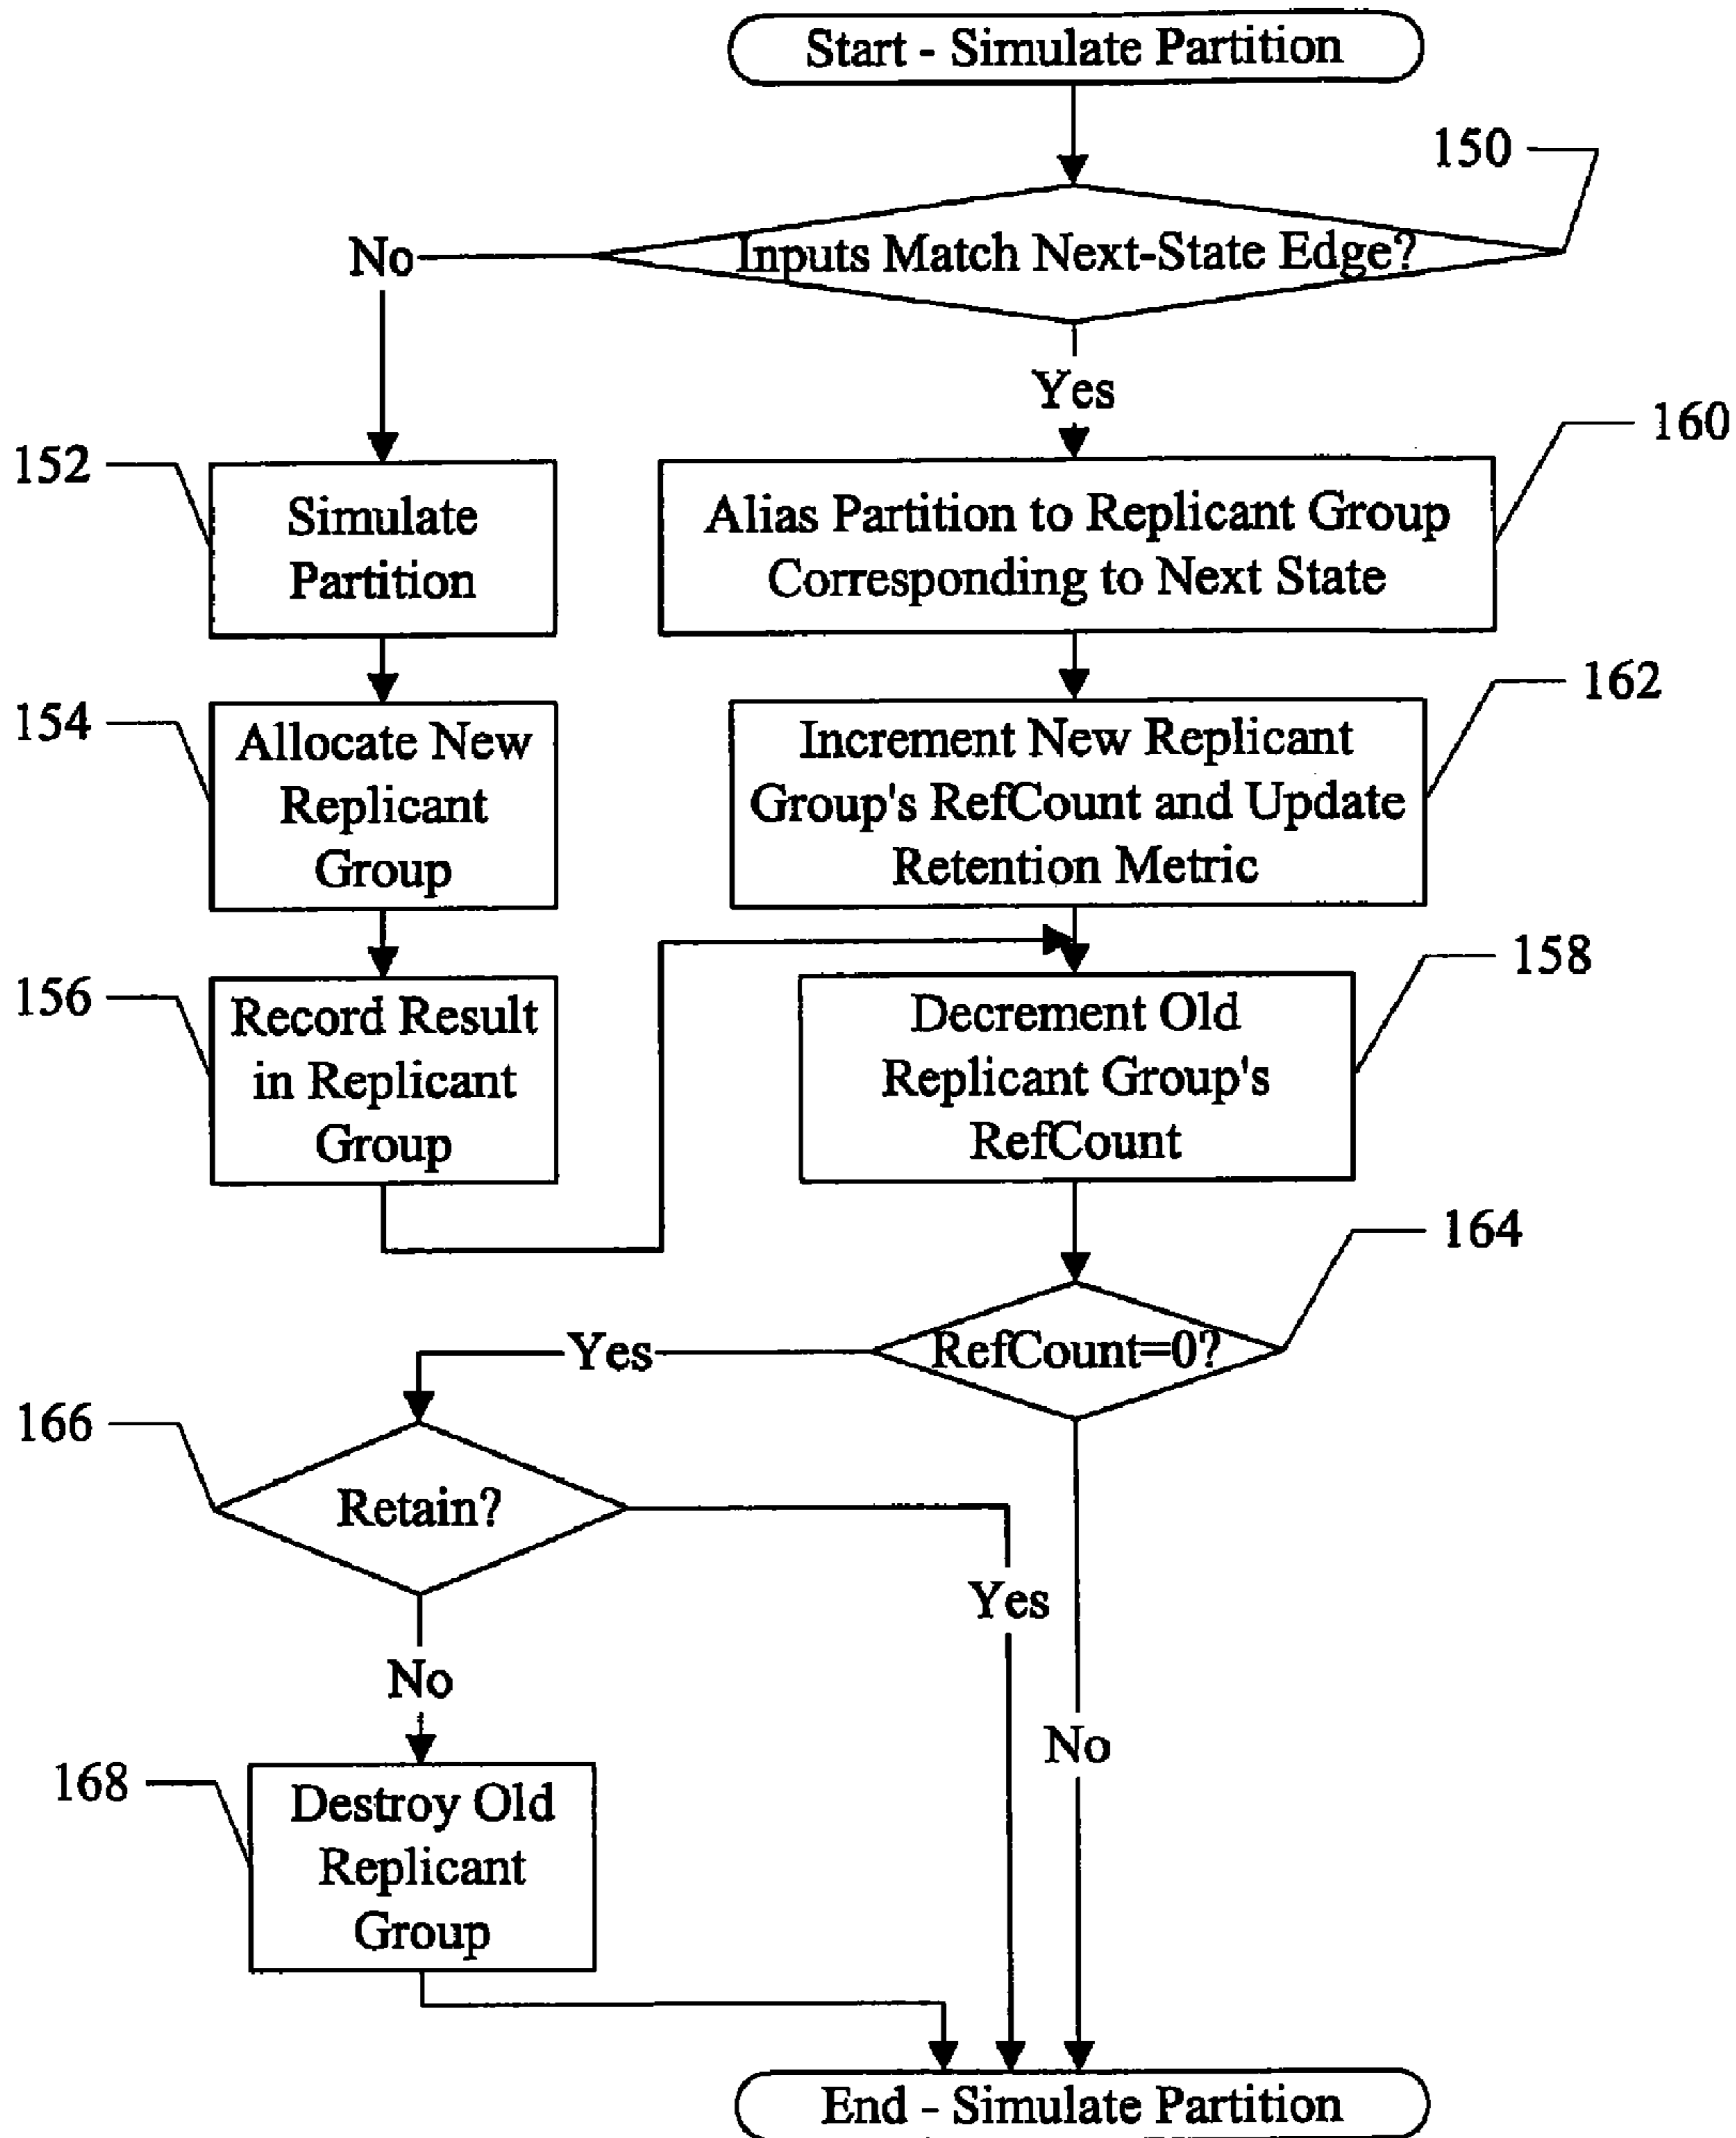 Start - Simulate Partition
150
Inputs Match Next-State Edge?
No
Yes
160
152
Simulate
Partition
Alias Partition to Replicant Group
Corresponding to Next State
162
154
Allocate New
Replicant
Group
Increment New Replicant
Group's RefCount and Update
Retention Metric
158
156
Record Result
in Replicant
Group
Decrement Old
Replicant Group's
RefCount
164
RefCount=0?
Yes
166
Retain?
Yes
No
No
168
Destroy Old
Replicant
Group
End - Simulate Partition